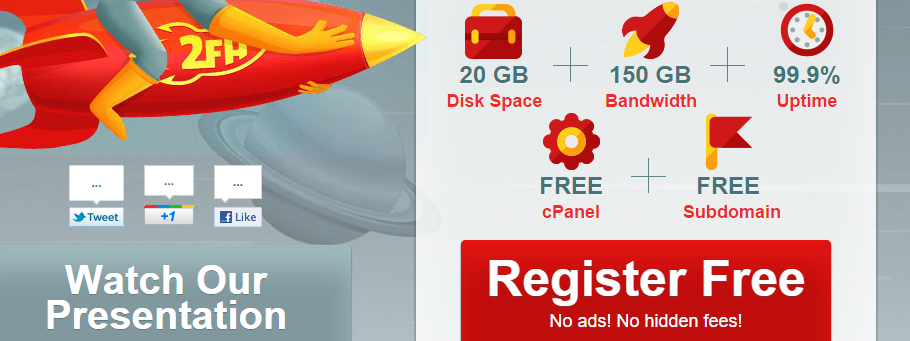 2FH
20 GB
Disk Space
150 GB
Bandwidth
99.9%
Uptime
FREE
cPanel
FREE
Subdomain
...
Tweet
...
+1
...
Like
Watch Our
Presentation
Register Free
No ads! No hidden fees!